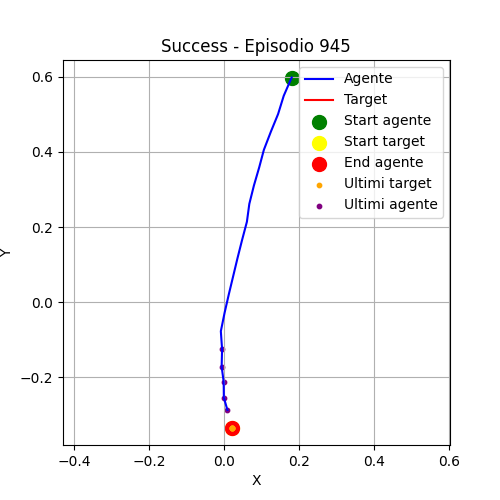 Success - Episodio 945
Agente
Target
Start agente
Start target
End agente
Ultimi target
Ultimi agente
0.6
0.4
0.2
0.0
−0.2
Y
−0.4
−0.2
0.0
0.2
0.4
0.6
X